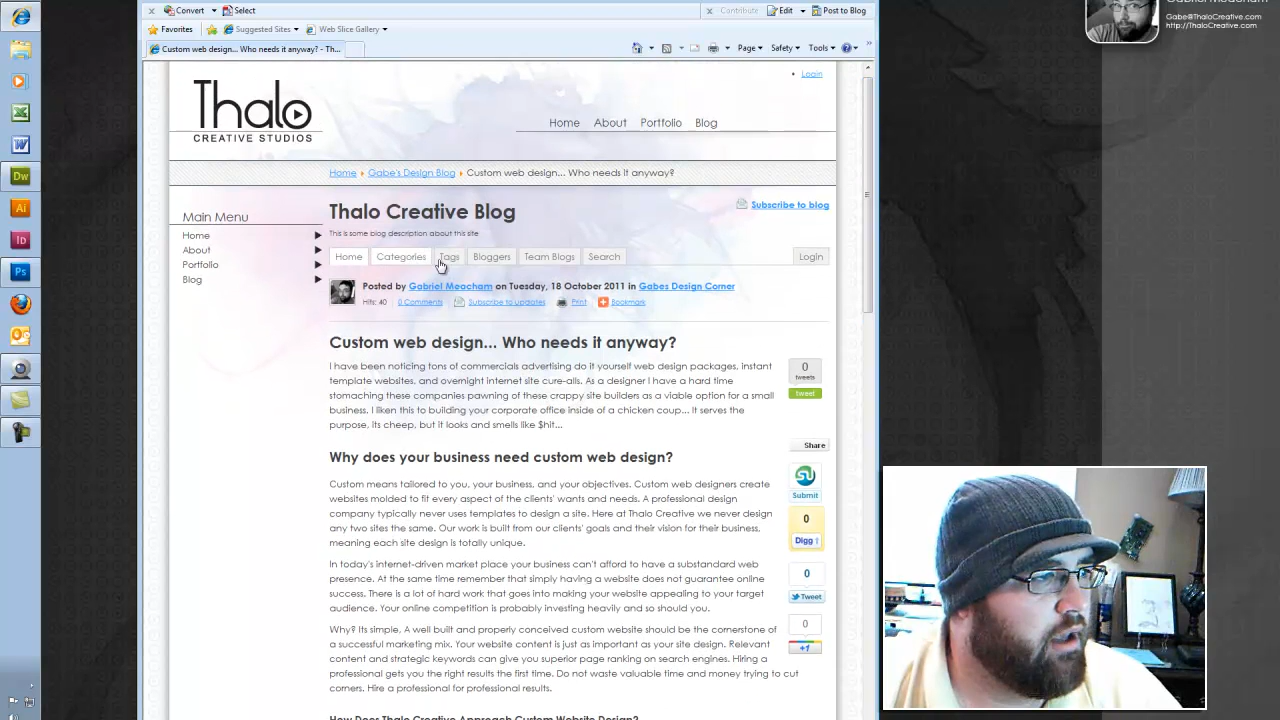 Convert Select Contribute Edit Post to Blog
Favorites Suggested Sites Web Slice Gallery
Custom web design... Who needs it anyway? - Th...
Page Safety Tools
Gabe@ThaloCreative.com
http://ThaloCreative.com
Login
Thalo
CREATIVE STUDIOS
Home About Portfolio Blog
Home Gabe's Design Blog Custom web design... Who needs it anyway?
Main Menu
Home
About
Portfolio
Blog
Thalo Creative Blog
Subscribe to blog
This is some blog description about this site
Home Categories Tags Bloggers Team Blogs Search Login
Posted by Gabriel Meacham on Tuesday, 18 October 2011 in Gabes Design Corner
Hits: 40 0 Comments Subscribe to updates Print Bookmark
Custom web design... Who needs it anyway?
I have been noticing tons of commercials advertising do it yourself web design packages, instant
template websites, and overnight internet site cure-alls. As a designer I have a hard time
stomaching these companies pawning of these crappy site builders as a viable option for a small
business. I liken this to building your corporate office inside of a chicken coup... It serves the
purpose, its cheep, but it looks and smells like $hit...
Why does your business need custom web design?
Custom means tailored to you, your business, and your objectives. Custom web designers create
websites molded to fit every aspect of the clients' wants and needs. A professional design
company typically never uses templates to design a site. Here at Thalo Creative we never design
any two sites the same. Our work is built from our clients' goals and their vision for their business,
meaning each site design is totally unique.
In today's internet-driven market place your business can't afford to have a substandard web
presence. At the same time remember that simply having a website does not guarantee online
success. There is a lot of hard work that goes into making your website appealing to your target
audience. Your online competition is probably investing heavily and so should you.
Why? Its simple, A well built and properly conceived custom website should be the cornerstone of
a successful marketing mix. Your website content is just as important as your site design. Relevant
content and strategic keywords can give you superior page ranking on search engines. Hiring a
professional gets you the right results the first time. Do not waste valuable time and money trying to cut
corners. Hire a professional for professional results.
How Does Thalo Creative Approach Custom Website Design?
0
tweets
tweet
Share
Submit
0
Digg
0
Tweet
0
+1
Dw
Ai
Id
Ps